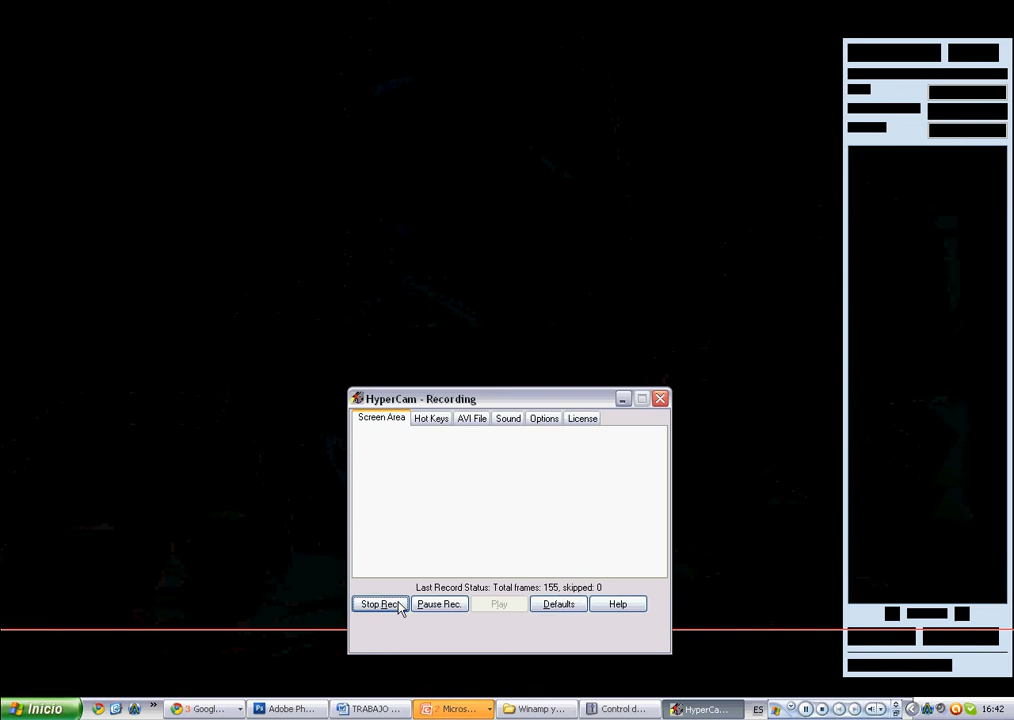 HyperCam - Recording
Screen Area Hot Keys AVI File Sound Options License
Last Record Status: Total frames: 155, skipped: 0
Stop Rec. Pause Rec. Play Defaults Help
Inicio 3 Googl... Adobe Ph... TRABAJO ... 2 Micros... Winamp y... Control d... HyperCa... ES 16:42